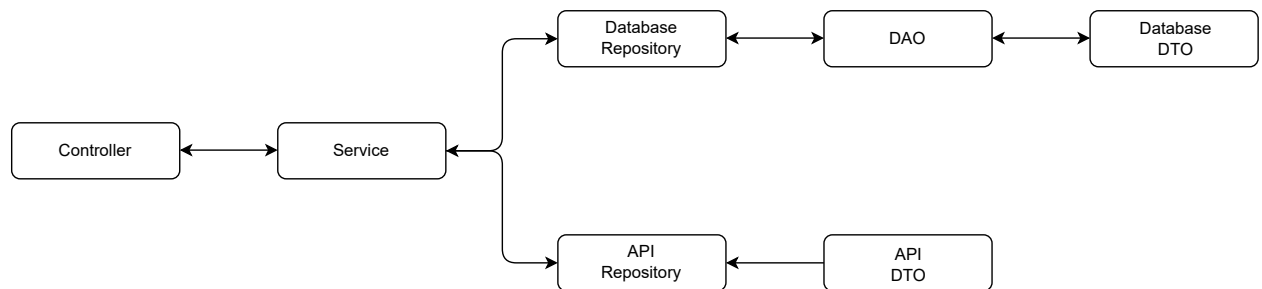 Database
Repository
DAO
Database
DTO
Controller
Service
API
Repository
API
DTO